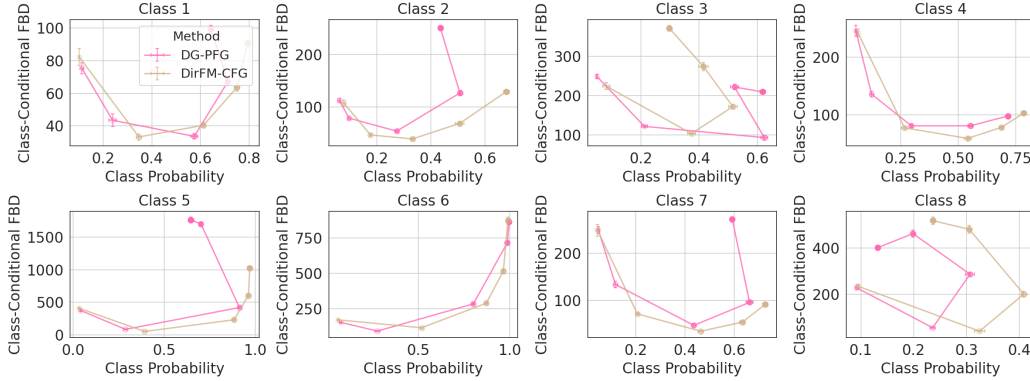 Class 1
Class-Conditional FBD
100
80
60
40
0.2
0.4
0.6
0.8
Class Probability
Method
DG-PFG
DirFM-CFG
Class 2
Class-Conditional FBD
200
100
0.2
0.4
0.6
Class Probability
Class 3
Class-Conditional FBD
300
200
100
0.2
0.4
0.6
Class Probability
Class 4
Class-Conditional FBD
200
100
0.25
0.50
0.75
Class Probability
Class 5
Class-Conditional FBD
1500
1000
500
0
0.0
0.5
1.0
Class Probability
Class 6
Class-Conditional FBD
750
500
250
0.5
1.0
Class Probability
Class 7
Class-Conditional FBD
200
100
0.2
0.4
0.6
Class Probability
Class 8
Class-Conditional FBD
400
200
0.1
0.2
0.3
0.4
Class Probability